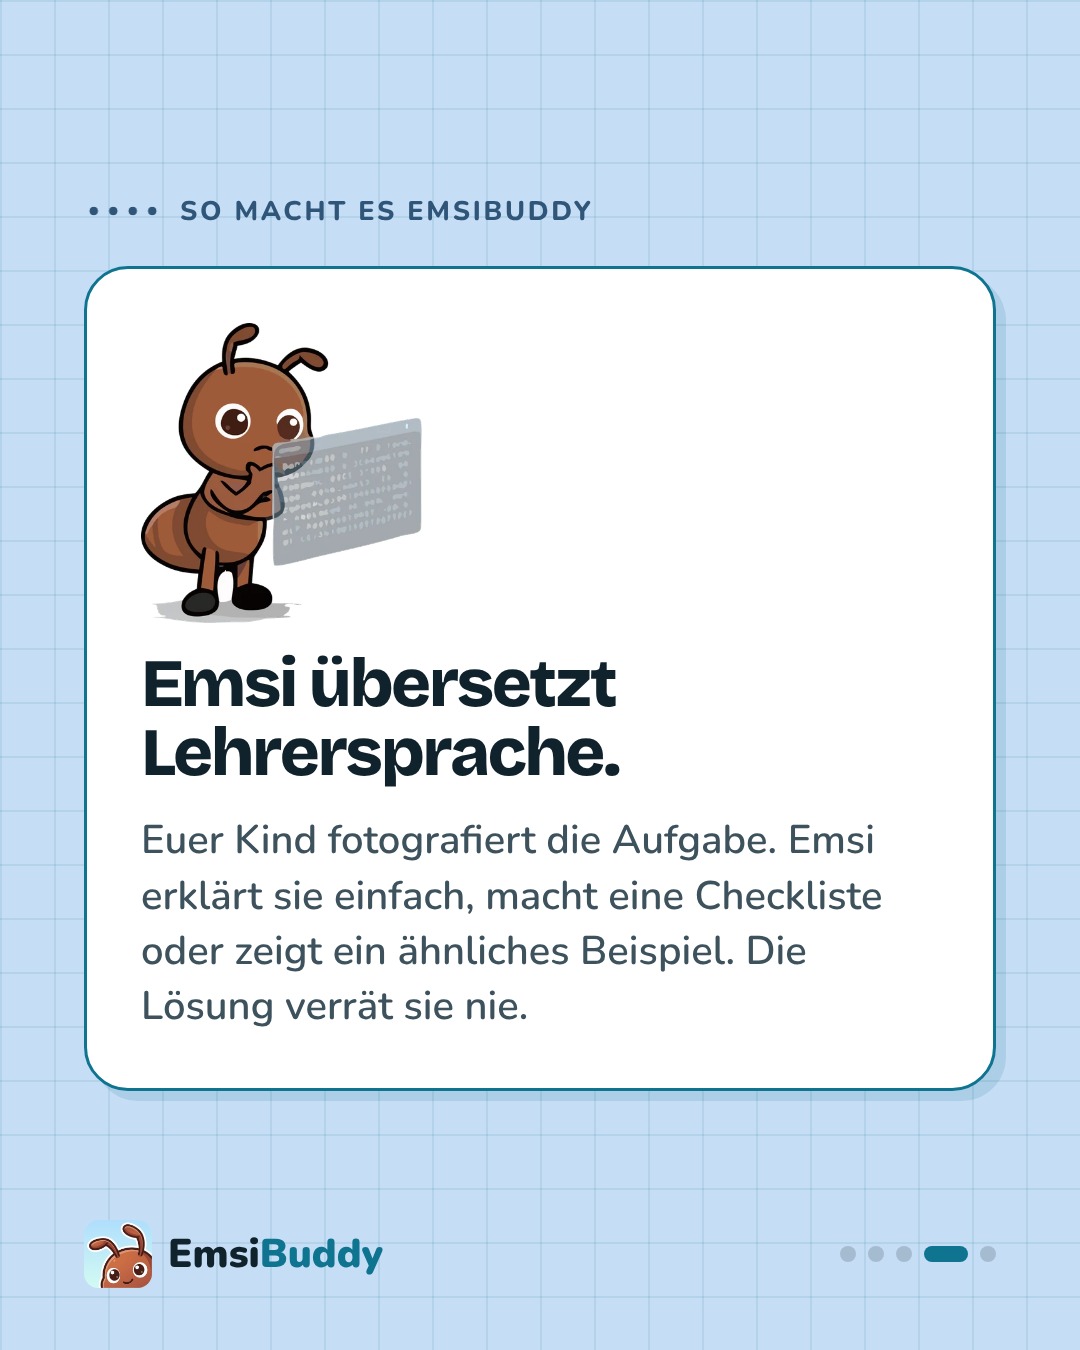 SO MACHT ES EMSIBUDDY
Emsi übersetzt
Lehrersprache.
Euer Kind fotografiert die Aufgabe. Emsi
erklärt sie einfach, macht eine Checkliste
oder zeigt ein ähnliches Beispiel. Die
Lösung verrät sie nie.
EmsiBuddy